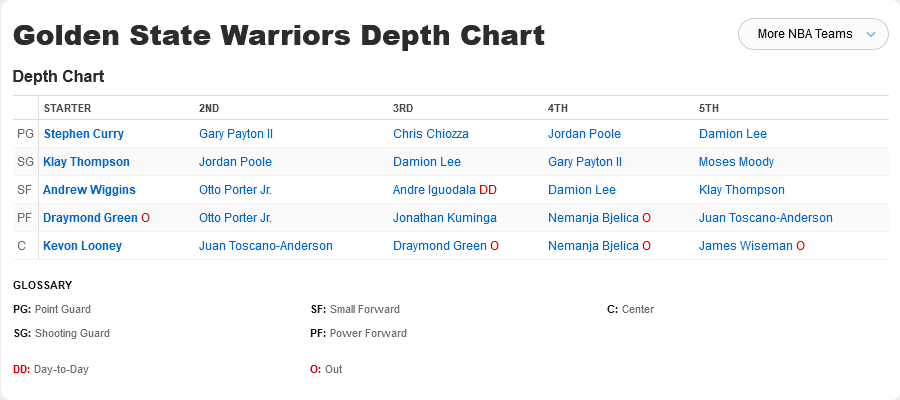 Golden State Warriors Depth Chart
More NBA Teams
Depth Chart
STARTER 2ND 3RD 4TH 5TH
PG Stephen Curry Gary Payton II Chris Chiozza Jordan Poole Damion Lee
SG Klay Thompson Jordan Poole Damion Lee Gary Payton II Moses Moody
SF Andrew Wiggins Otto Porter Jr. Andre Iguodala DD Damion Lee Klay Thompson
PF Draymond Green O Otto Porter Jr. Jonathan Kuminga Nemanja Bjelica O Juan Toscano-Anderson
C Kevon Looney Juan Toscano-Anderson Draymond Green O Nemanja Bjelica O James Wiseman O
GLOSSARY
PG: Point Guard SF: Small Forward C: Center
SG: Shooting Guard PF: Power Forward
DD: Day-to-Day O: Out